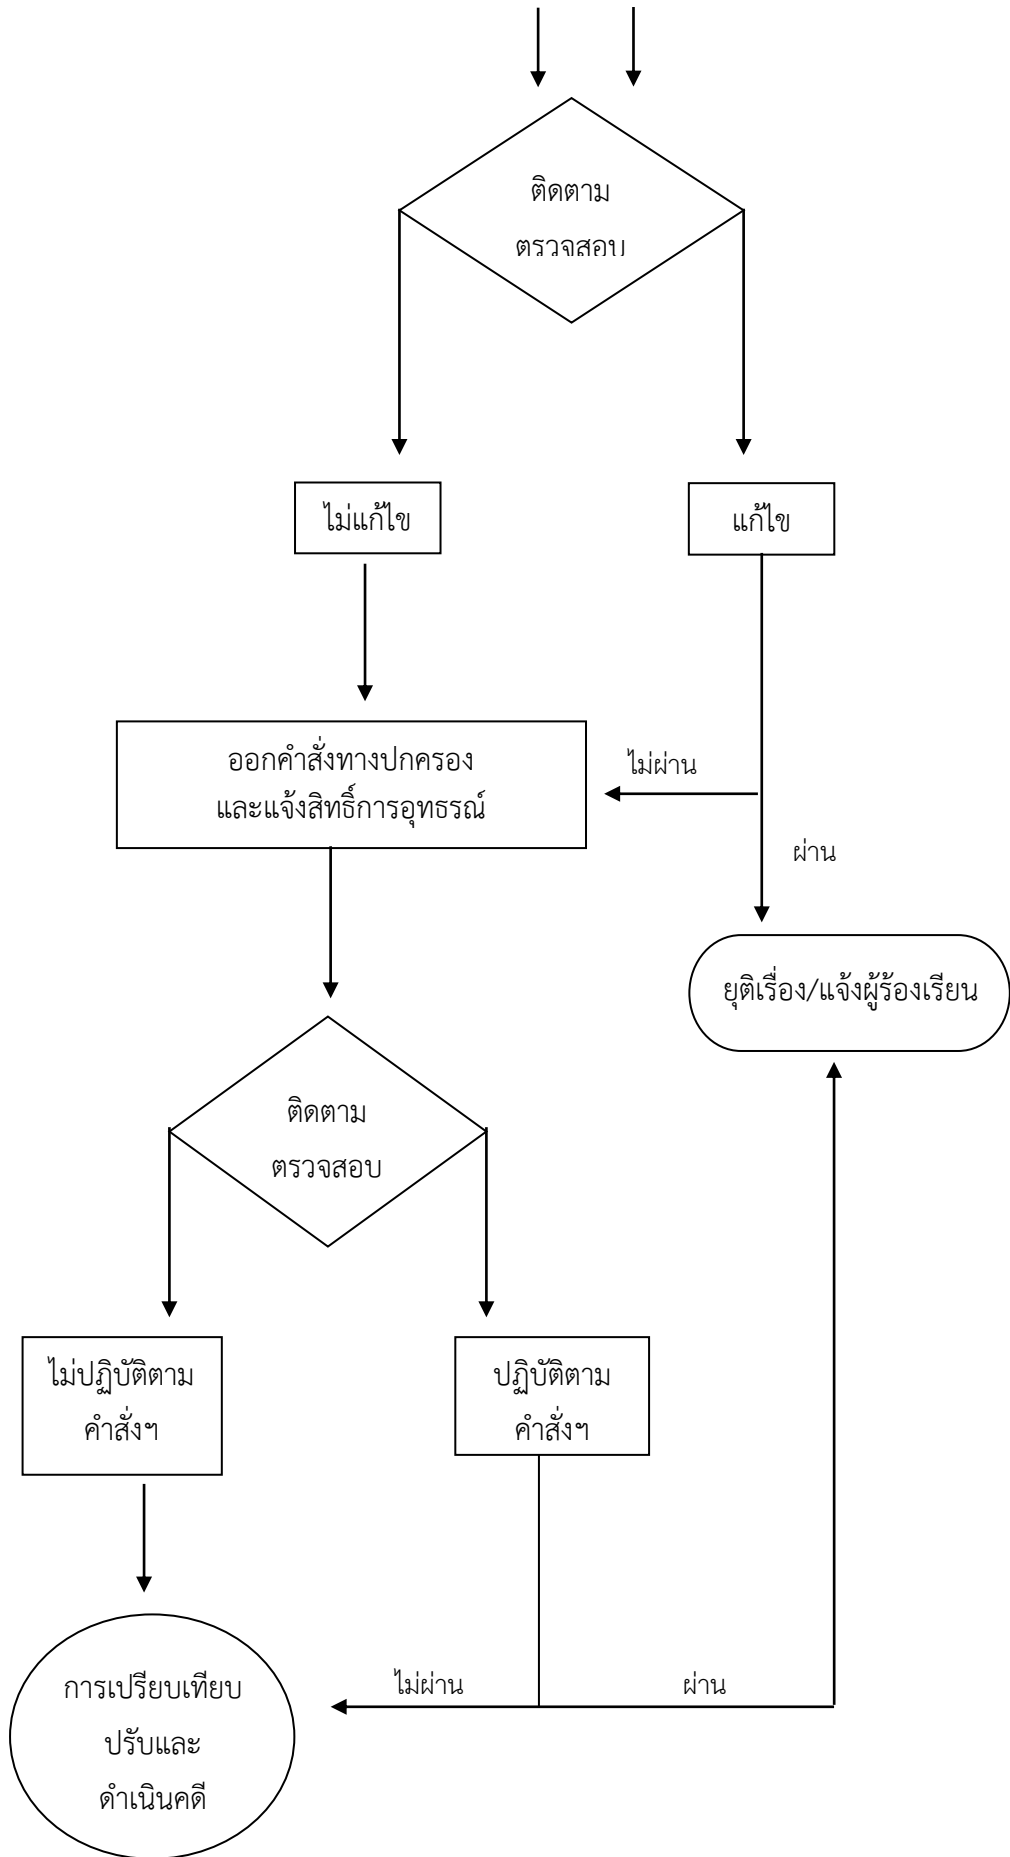 ติดตาม
ตรวจสอบ
ไม่แก้ไข
แก้ไข
ออกคำสั่งทางปกครอง
และแจ้งสิทธิ์การอุทธรณ์
ไม่ผ่าน
ผ่าน
ยุติเรื่อง/แจ้งผู้ร้องเรียน
ติดตาม
ตรวจสอบ
ไม่ปฏิบัติตาม
คำสั่งฯ
ปฏิบัติตาม
คำสั่งฯ
ไม่ผ่าน
ผ่าน
การเปรียบเทียบ
ปรับและ
ดำเนินคดี